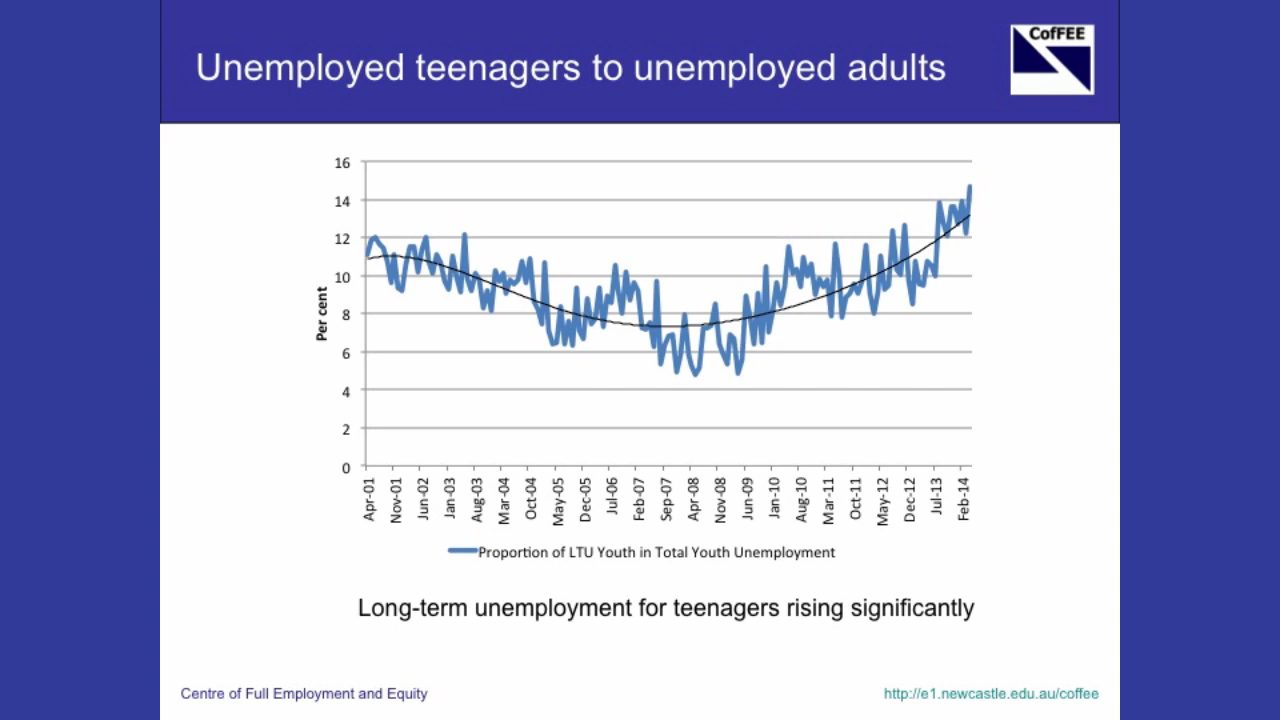 CofFEE
Unemployed teenagers to unemployed adults
16
14
12
10
8
6
4
2
0
Per cent
Apr-01
Nov-01
Jun-02
Jan-03
Aug-03
Mar-04
Oct-04
May-05
Dec-05
Jul-06
Feb-07
Sep-07
Apr-08
Nov-08
Jun-09
Jan-10
Aug-10
Mar-11
Oct-11
May-12
Dec-12
Jul-13
Feb-14
Proportion of LTU Youth in Total Youth Unemployment
Long-term unemployment for teenagers rising significantly
Centre of Full Employment and Equity
http://e1.newcastle.edu.au/coffee